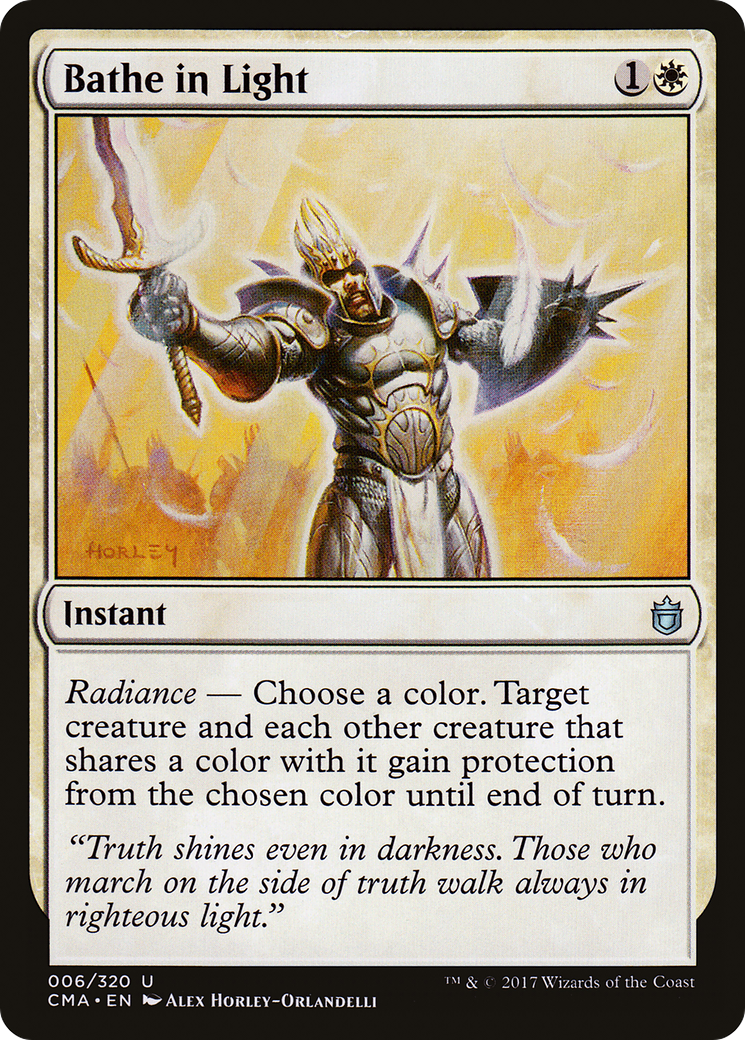 Bathe in Light 1
HORLEY
Instant
Radiance — Choose a color. Target
creature and each other creature that
shares a color with it gain protection
from the chosen color until end of turn.
“Truth shines even in darkness. Those who
march on the side of truth walk always in
righteous light.”
006/320 U ™ & © 2017 Wizards of the Coast
CMA • EN Alex Horley-Orlandelli